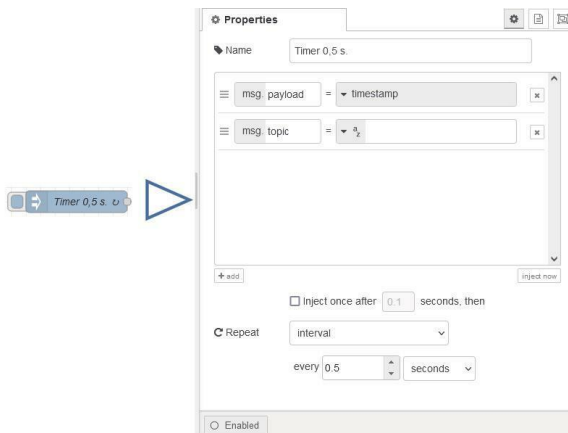 Properties
Name
Timer 0,5 s.
msg. payload = timestamp
msg. topic = az
Timer 0,5 s.
add
inject now
Inject once after 0.1 seconds, then
Repeat interval
every 0.5 seconds
Enabled